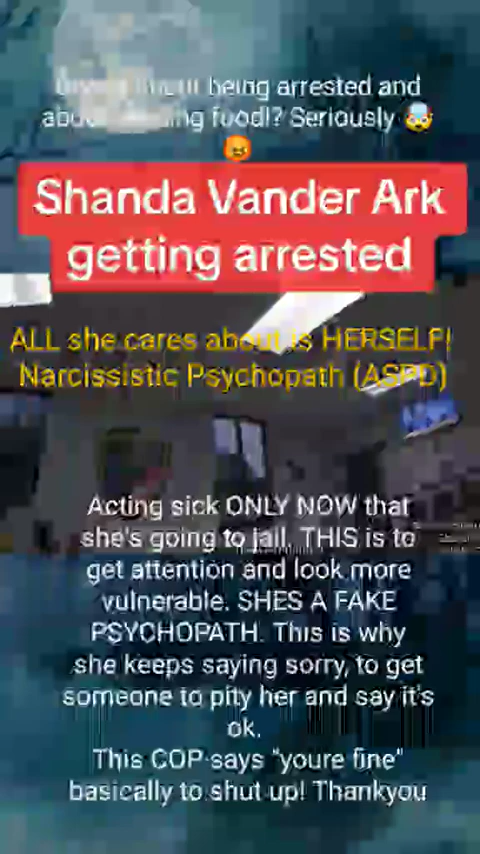 being arrested and
food!? Seriously 🤯
😡
Shanda Vander Ark
getting arrested
ALL she cares about is HERSELF!
Narcissistic Psychopath (ASPD)
Acting sick ONLY NOW that
she's going to jail. THIS is to
get attention and look more
vulnerable. SHES A FAKE
PSYCHOPATH. This is why
she keeps saying sorry, to get
someone to pity her and say it's
ok.
This COP says "youre fine"
basically to shut up! Thankyou